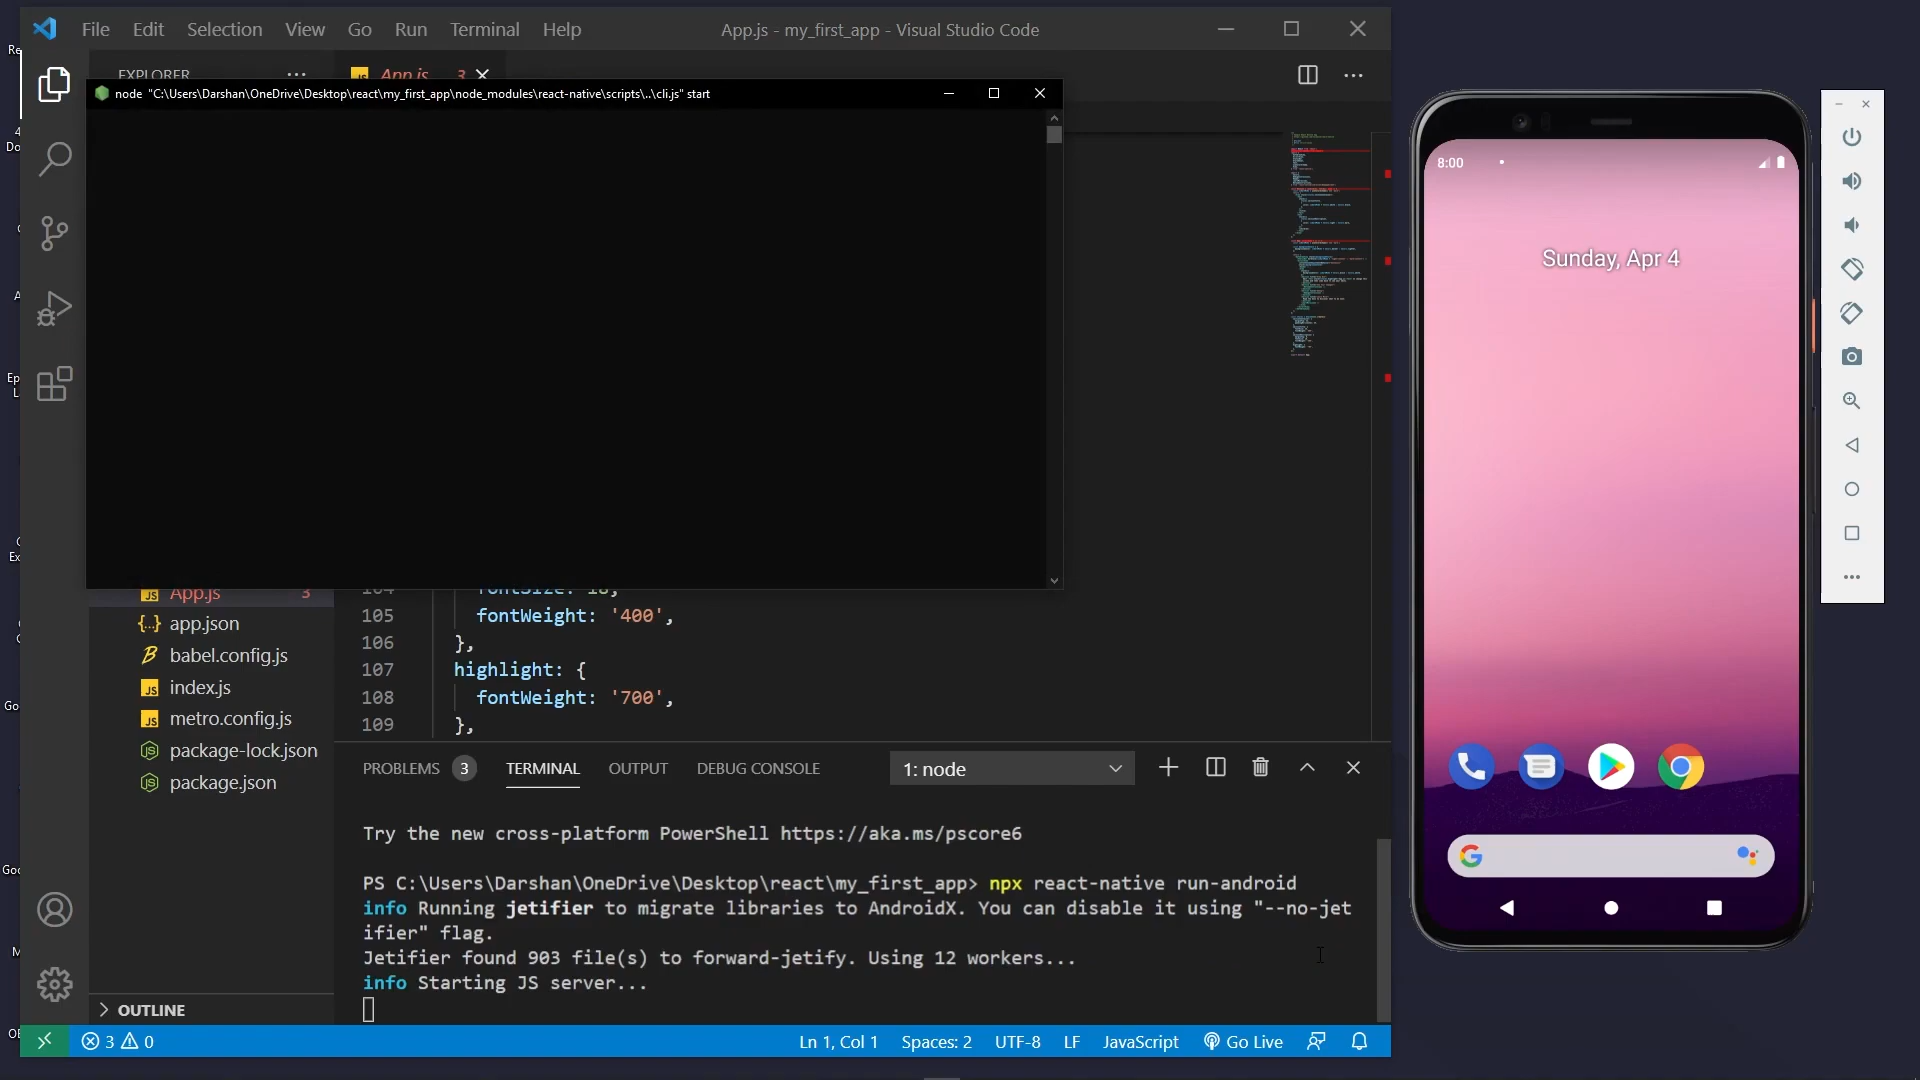 File Edit Selection View Go Run Terminal Help
App.js - my_first_app - Visual Studio Code
EXPLORER
App.js 3
node "C:\Users\Darshan\OneDrive\Desktop\react\my_first_app\node_modules\react-native\scripts\..\cli.js" start
App.js 3
app.json
babel.config.js
index.js
metro.config.js
package-lock.json
package.json
OUTLINE
105 fontWeight: '400',
106 },
107 highlight: {
108 fontWeight: '700',
109 },
PROBLEMS 3 TERMINAL OUTPUT DEBUG CONSOLE 1: node
Try the new cross-platform PowerShell https://aka.ms/pscore6
PS C:\Users\Darshan\OneDrive\Desktop\react\my_first_app> npx react-native run-android
info Running jetifier to migrate libraries to AndroidX. You can disable it using "--no-jet
ifier" flag.
Jetifier found 903 file(s) to forward-jetify. Using 12 workers...
info Starting JS server...
3 0 Ln 1, Col 1 Spaces: 2 UTF-8 LF JavaScript Go Live
8:00
Sunday, Apr 4